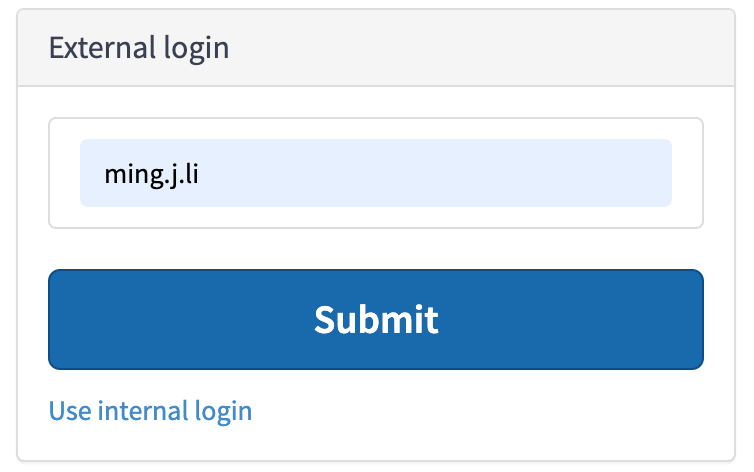 External login
ming.j.li
Submit
Use internal login